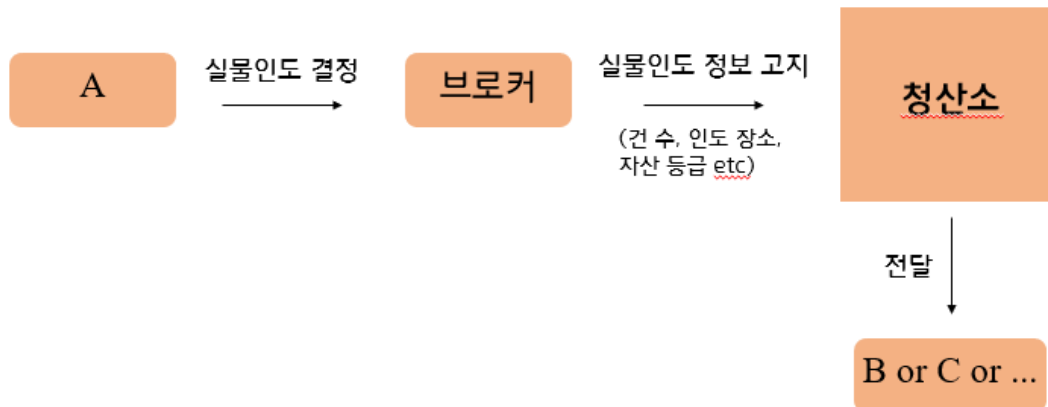 A
실물인도 결정
브로커
실물인도 정보 고지
(건 수, 인도 장소,
자산 등급 etc)
청산소
전달
B or C or ...